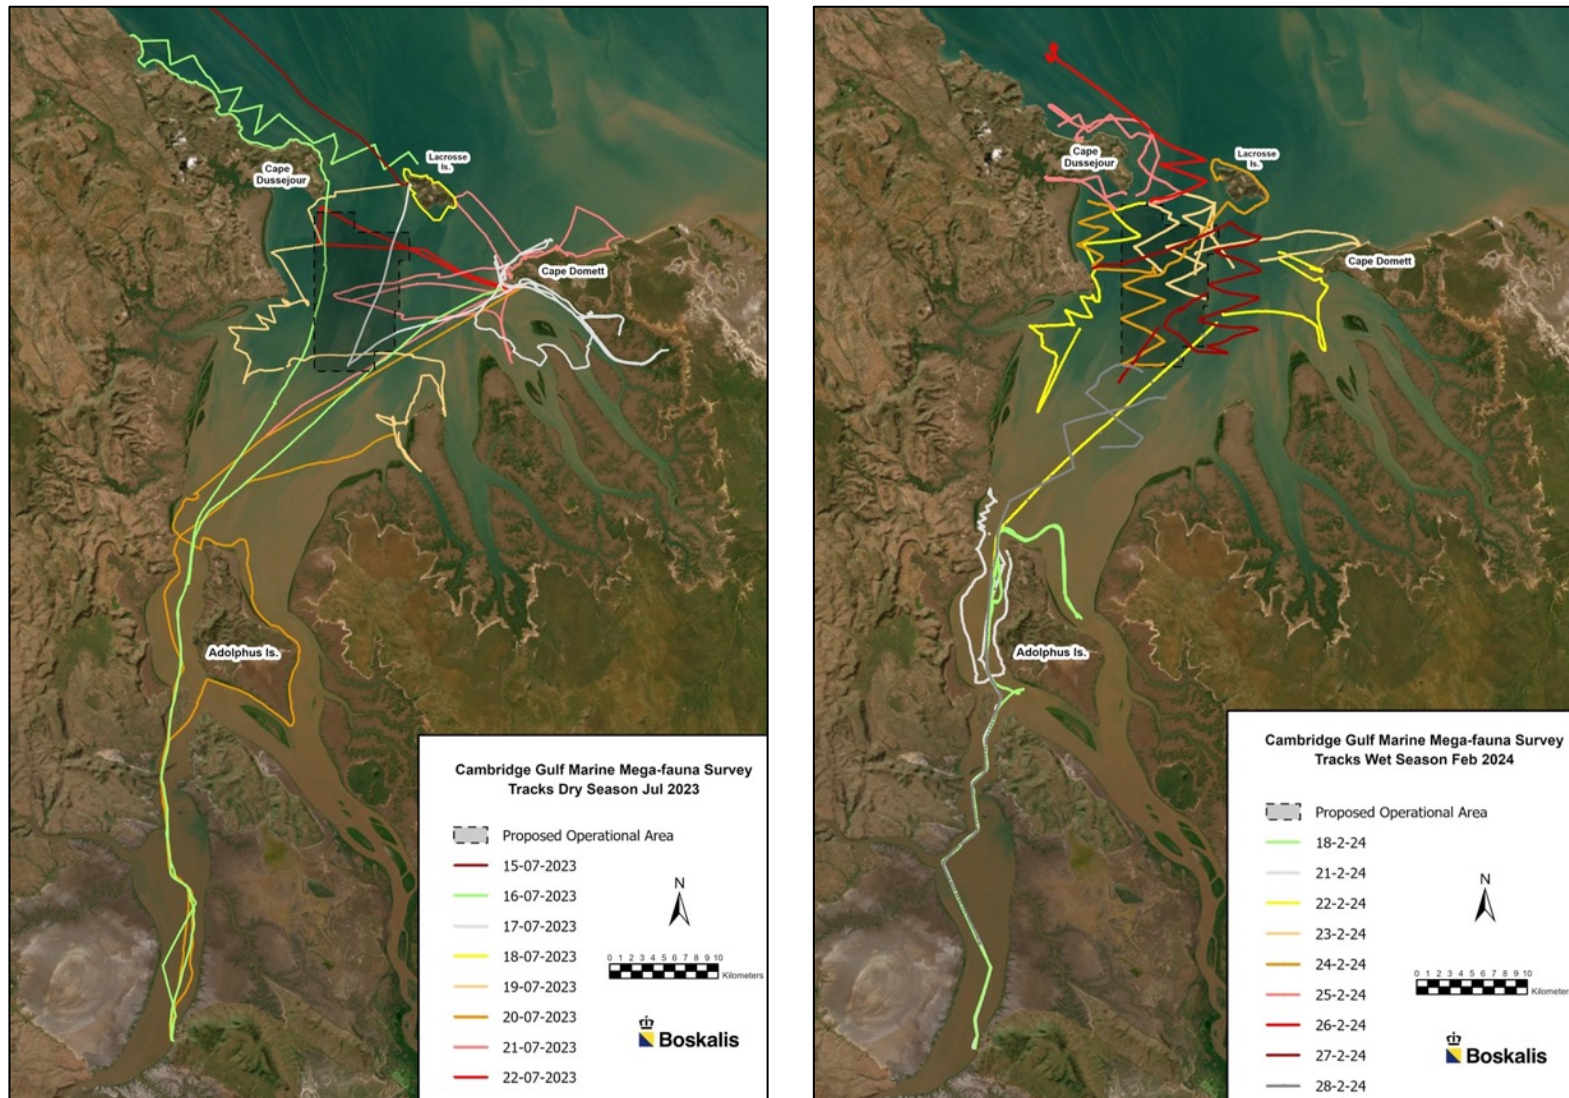 Cape
Dussejour
Lacrosse
Is.
Cape Domett
Adolphus Is.
Cambridge Gulf Marine Mega-fauna Survey
Tracks Dry Season Jul 2023
Proposed Operational Area
15-07-2023
16-07-2023
17-07-2023
18-07-2023
19-07-2023
20-07-2023
21-07-2023
22-07-2023
N
0 1 2 3 4 5 6 7 8 9 10
Kilometers
Boskalis
Cape
Dussejour
Lacrosse
Is.
Cape Domett
Adolphus Is.
Cambridge Gulf Marine Mega-fauna Survey
Tracks Wet Season Feb 2024
Proposed Operational Area
18-2-24
21-2-24
22-2-24
23-2-24
24-2-24
25-2-24
26-2-24
27-2-24
28-2-24
N
0 1 2 3 4 5 6 7 8 9 10
Kilometers
Boskalis